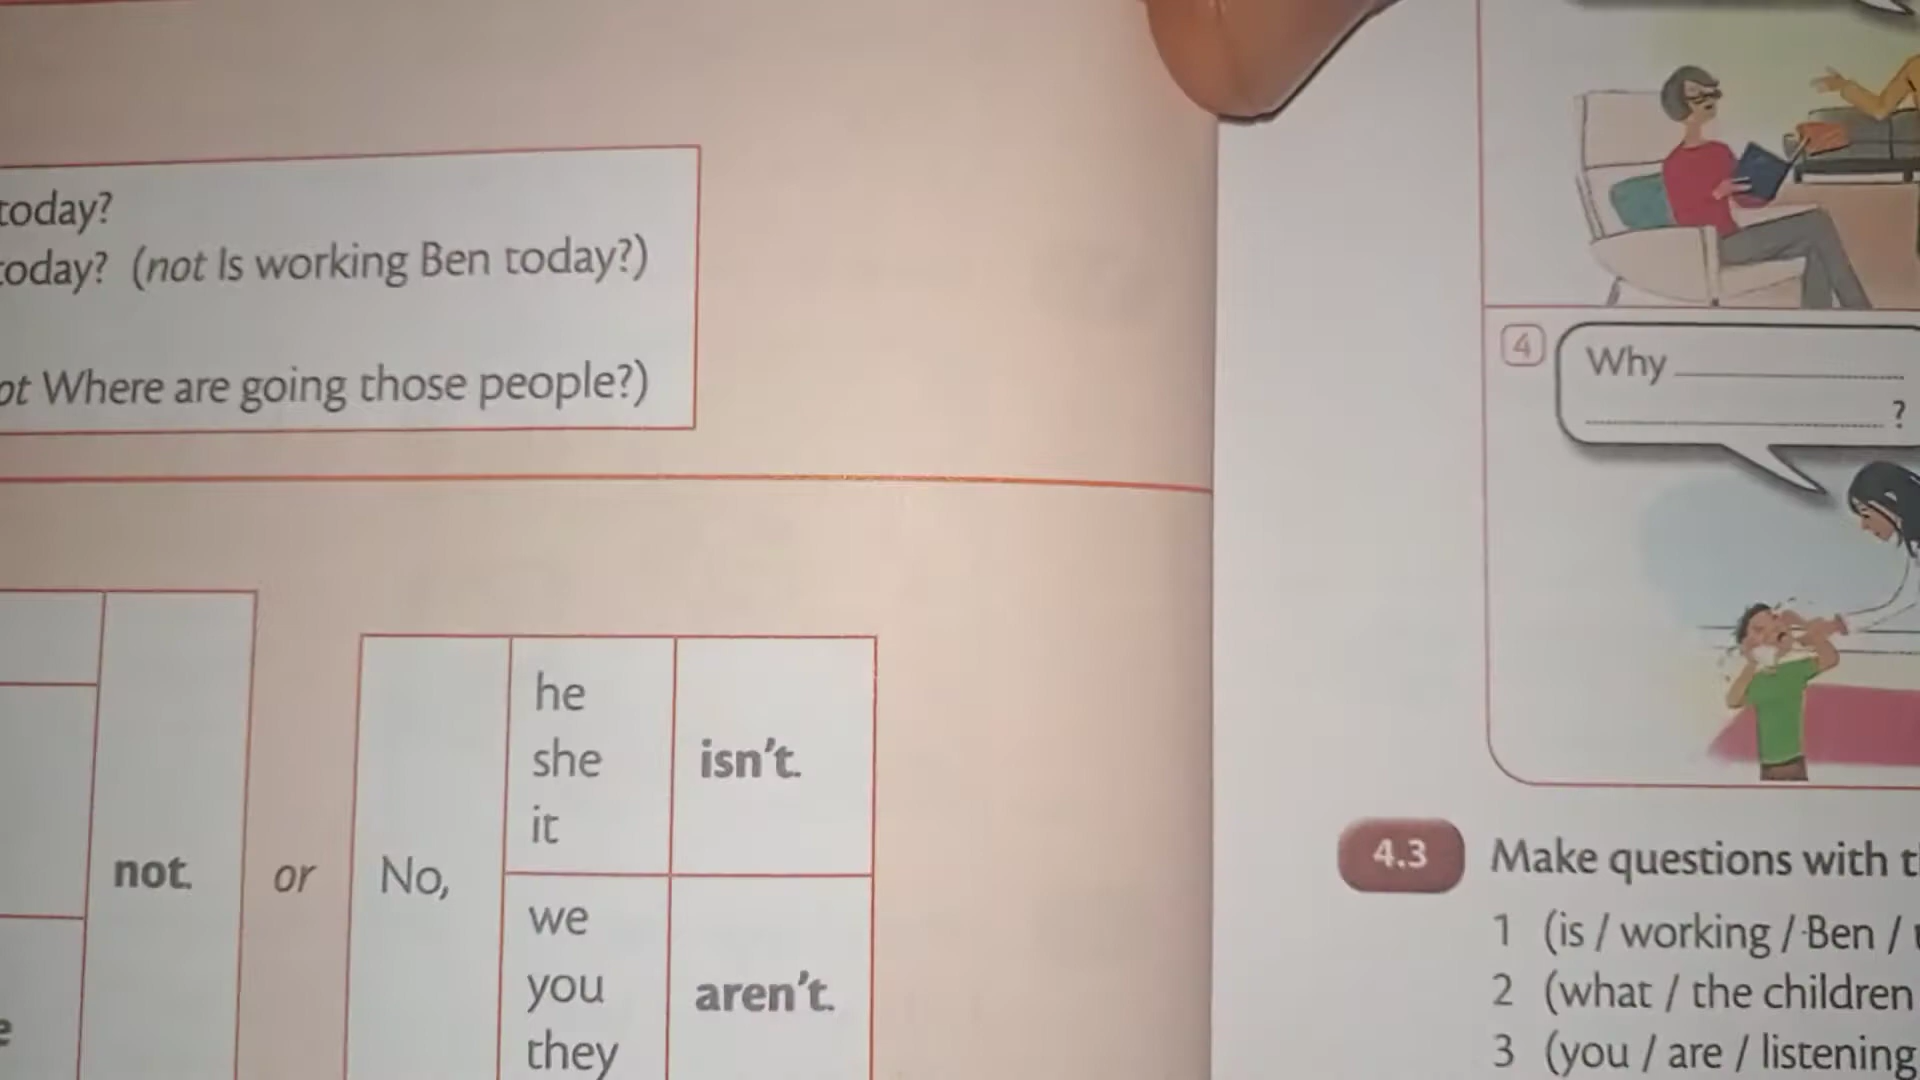 today?
today? (not Is working Ben today?)
Where are going those people?)
not.
or
No,
he
she
it
isn't.
we
you
they
aren't.
4
Why
?
4.3 Make questions with
1 (is / working / Ben /
2 (what / the children
3 (you / are / listening